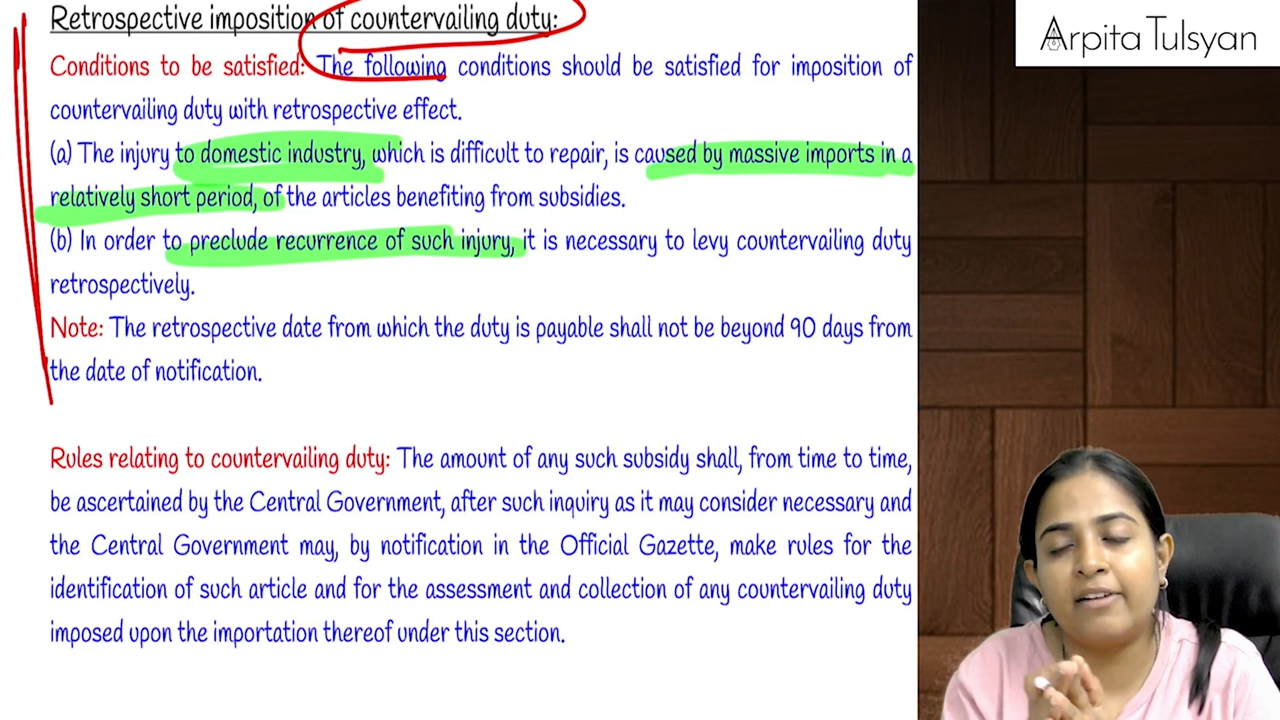 Retrospective imposition of countervailing duty:
Arpita Tulsyan
Conditions to be satisfied: The following conditions should be satisfied for imposition of
countervailing duty with retrospective effect.
(a) The injury to domestic industry, which is difficult to repair, is caused by massive imports in a
relatively short period, of the articles benefiting from subsidies.
(b) In order to preclude recurrence of such injury, it is necessary to levy countervailing duty
retrospectively.
Note: The retrospective date from which the duty is payable shall not be beyond 90 days from
the date of notification.
Rules relating to countervailing duty: The amount of any such subsidy shall, from time to time,
be ascertained by the Central Government, after such inquiry as it may consider necessary and
the Central Government may, by notification in the Official Gazette, make rules for the
identification of such article and for the assessment and collection of any countervailing duty
imposed upon the importation thereof under this section.